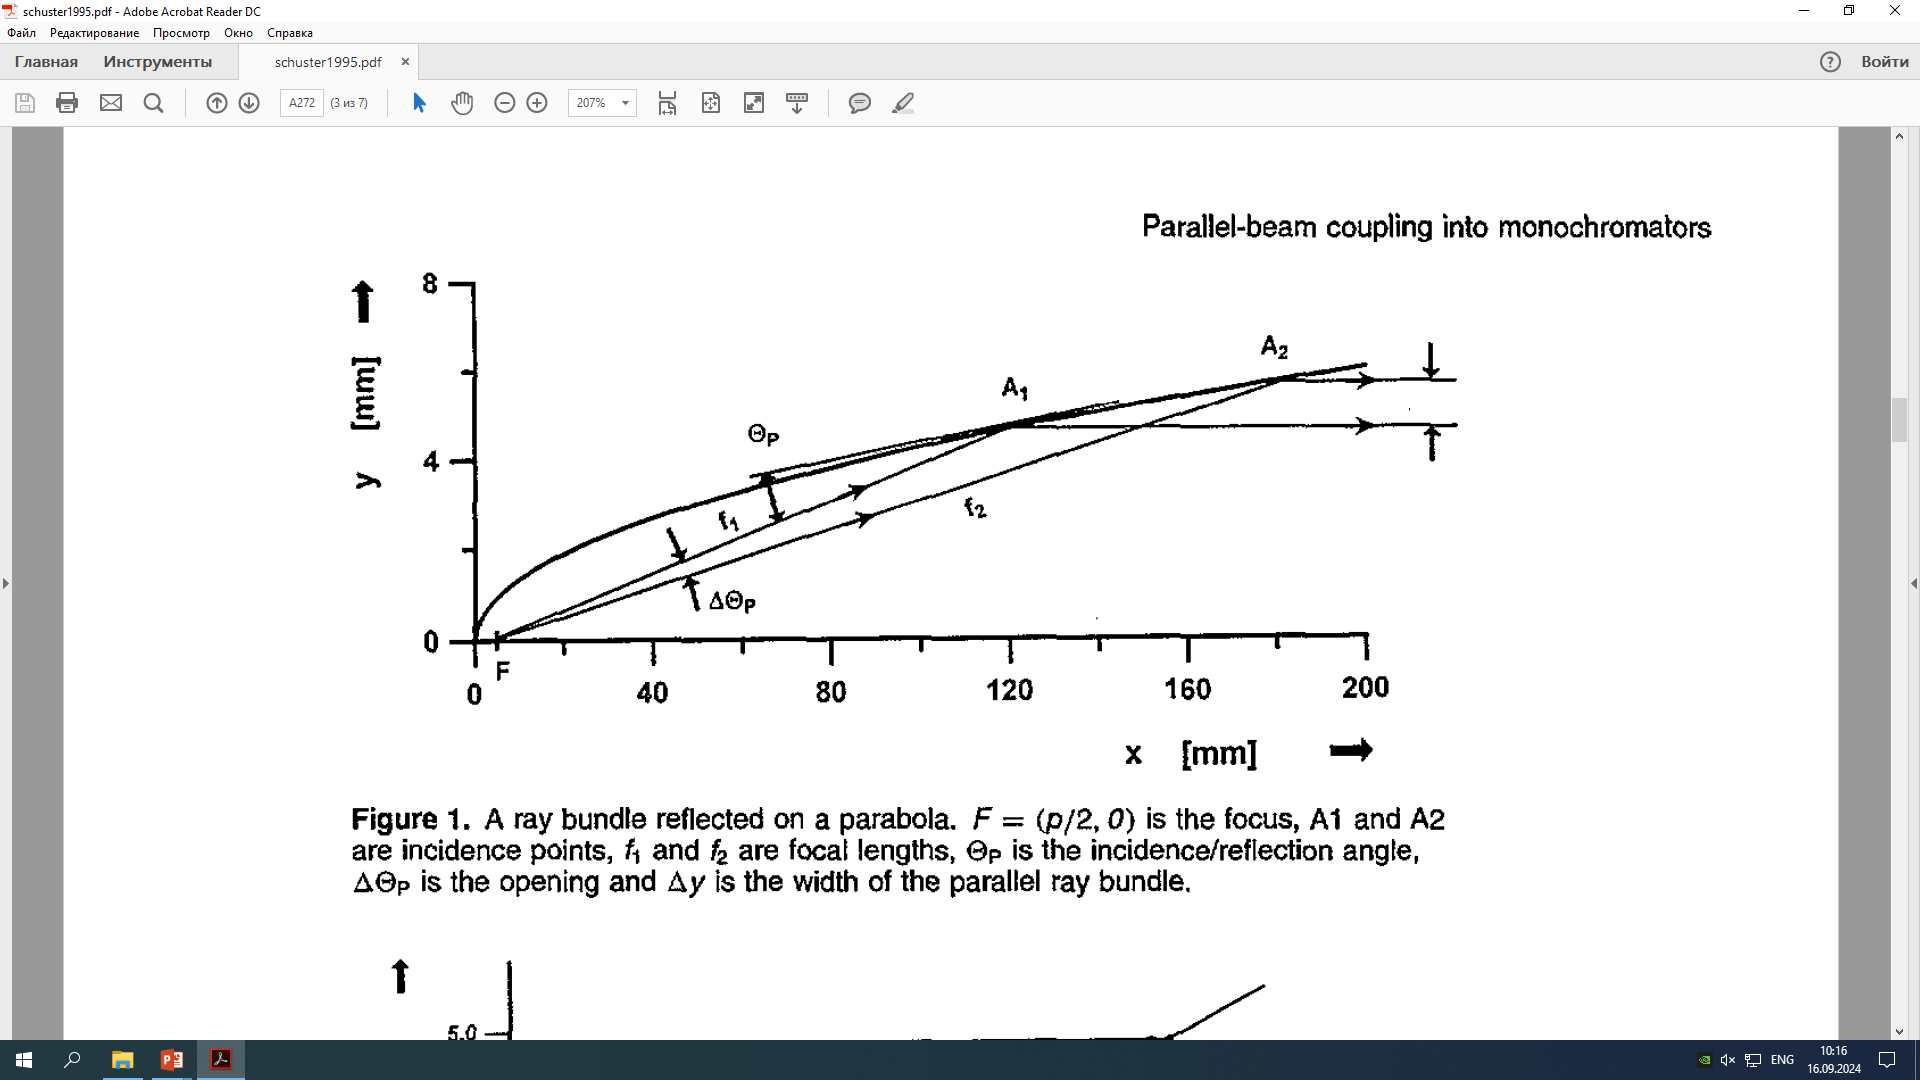 schuster1995.pdf - Adobe Acrobat Reader DC
Файл Редактирование Просмотр Окно Справка
Главная Инструменты schuster1995.pdf × ? Войти
A272 (3 из 7) 207%
Parallel-beam coupling into monochromators
8
A₂
y [mm]
A₁
ΘP
4
f₁
f₂
ΔΘP
0
F
0 40 80 120 160 200
x [mm]
Figure 1. A ray bundle reflected on a parabola. F = (p/2, 0) is the focus, A1 and A2
are incidence points, f₁ and f₂ are focal lengths, ΘP is the incidence/reflection angle,
ΔΘP is the opening and Δy is the width of the parallel ray bundle.
5.0
ENG
10:16
16.09.2024